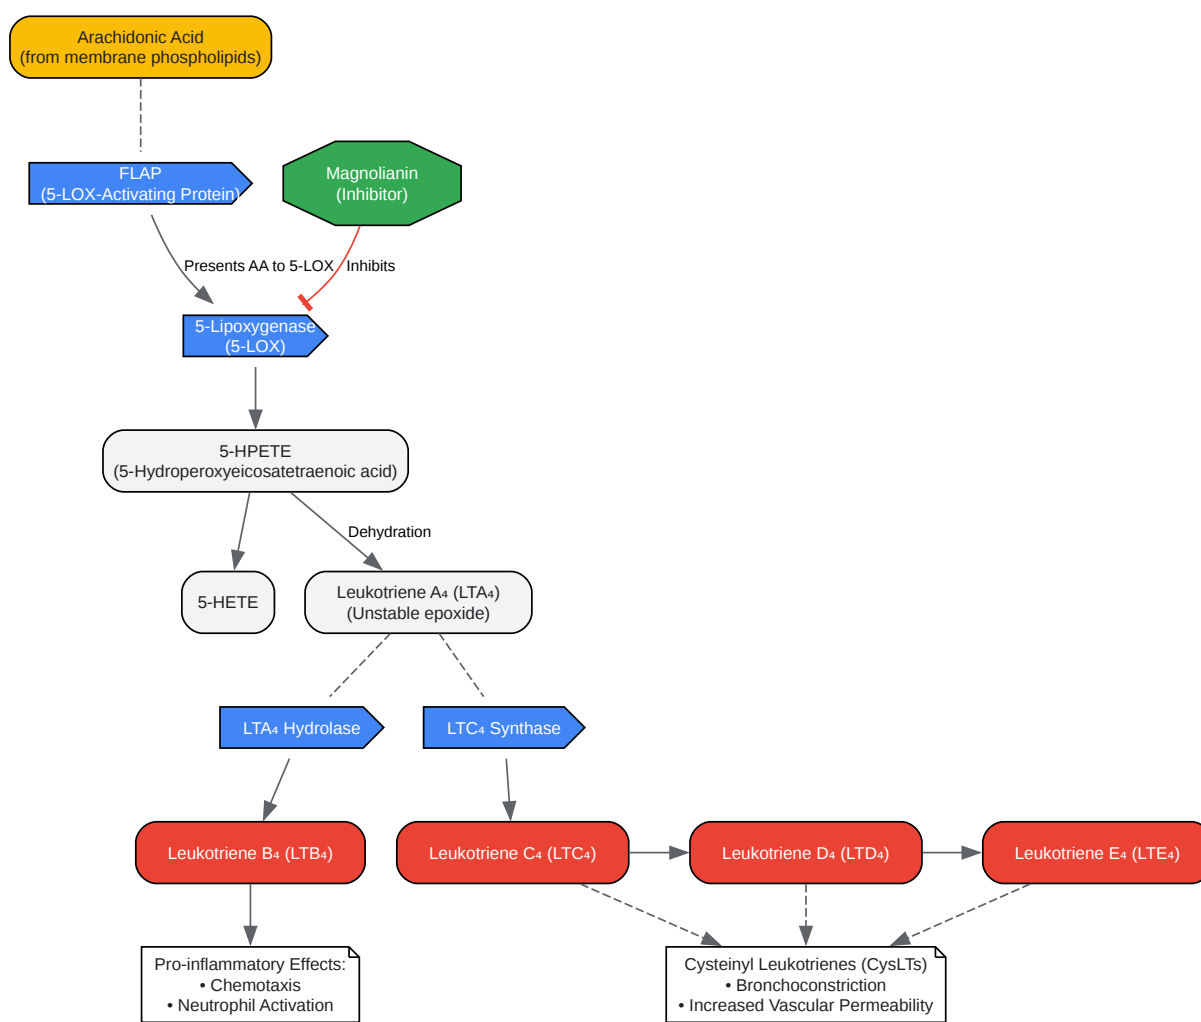 Arachidonic Acid
(from membrane phospholipids)
FLAP
(5-LOX-Activating Protein)
Magnolianin
(Inhibitor)
Presents AA to 5-LOX
Inhibits
5-Lipoxygenase
(5-LOX)
5-HPETE
(5-Hydroperoxyeicosatetraenoic acid)
Dehydration
5-HETE
Leukotriene A₄ (LTA₄)
(Unstable epoxide)
LTA₄ Hydrolase
LTC₄ Synthase
Leukotriene B₄ (LTB₄)
Leukotriene C₄ (LTC₄)
Leukotriene D₄ (LTD₄)
Leukotriene E₄ (LTE₄)
Pro-inflammatory Effects:
• Chemotaxis
• Neutrophil Activation
Cysteinyl Leukotrienes (CysLTs)
• Bronchoconstriction
• Increased Vascular Permeability